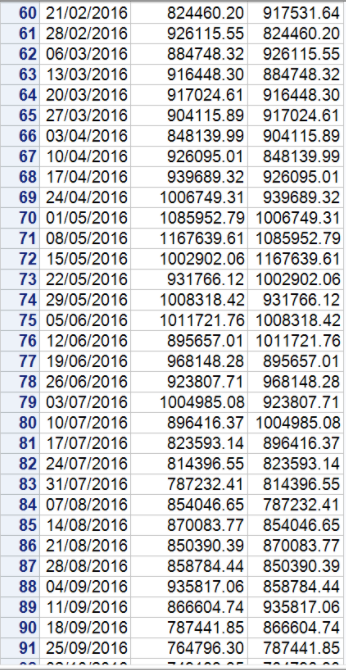 60 21/02/2016 824460.20 917531.64
61 28/02/2016 926115.55 824460.20
62 06/03/2016 884748.32 926115.55
63 13/03/2016 916448.30 884748.32
64 20/03/2016 917024.61 916448.30
65 27/03/2016 904115.89 917024.61
66 03/04/2016 848139.99 904115.89
67 10/04/2016 926095.01 848139.99
68 17/04/2016 939689.32 926095.01
69 24/04/2016 1006749.31 939689.32
70 01/05/2016 1085952.79 1006749.31
71 08/05/2016 1167639.61 1085952.79
72 15/05/2016 1002902.06 1167639.61
73 22/05/2016 931766.12 1002902.06
74 29/05/2016 1008318.42 931766.12
75 05/06/2016 1011721.76 1008318.42
76 12/06/2016 895657.01 1011721.76
77 19/06/2016 968148.28 895657.01
78 26/06/2016 923807.71 968148.28
79 03/07/2016 1004985.08 923807.71
80 10/07/2016 896416.37 1004985.08
81 17/07/2016 823593.14 896416.37
82 24/07/2016 814396.55 823593.14
83 31/07/2016 787232.41 814396.55
84 07/08/2016 854046.65 787232.41
85 14/08/2016 870083.77 854046.65
86 21/08/2016 850390.39 870083.77
87 28/08/2016 858784.44 850390.39
88 04/09/2016 935817.06 858784.44
89 11/09/2016 866604.74 935817.06
90 18/09/2016 787441.85 866604.74
91 25/09/2016 764796.30 787441.85